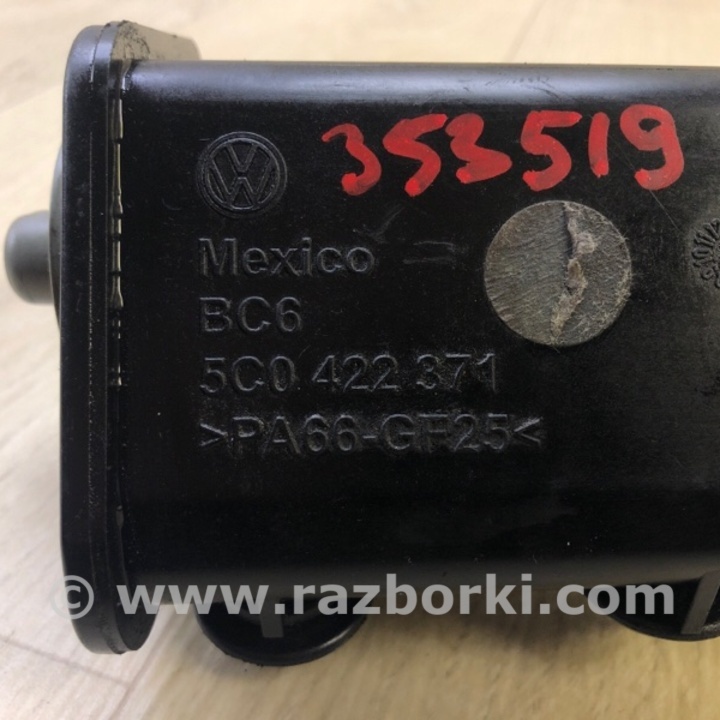 353519
Mexico
BC6
5C0 422 371
>PA66-GF25<
© www.razborki.com